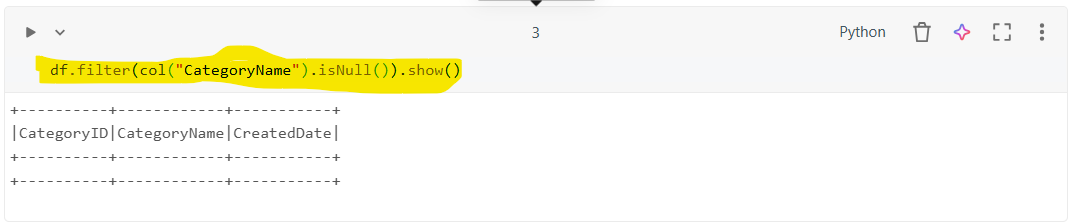 3
Python
df.filter(col("CategoryName").isNull()).show()
+----------+------------+-----------+
|CategoryID|CategoryName|CreatedDate|
+----------+------------+-----------+
+----------+------------+-----------+